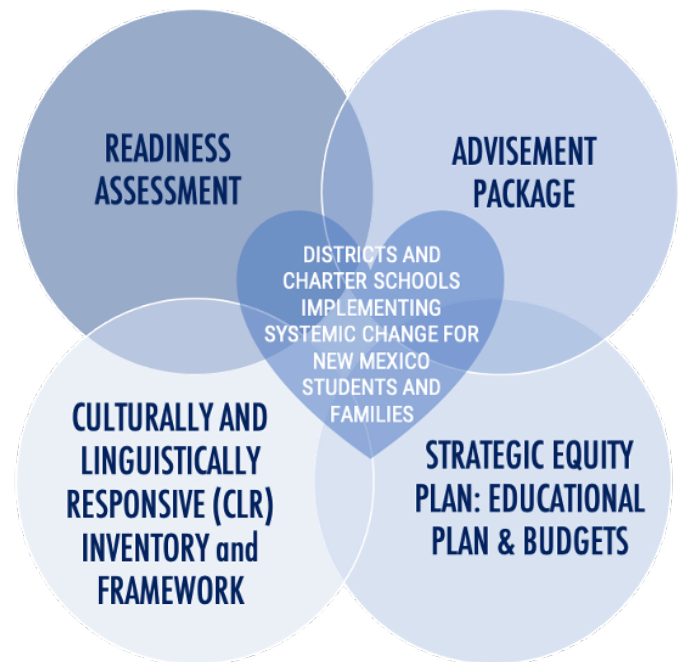 READINESS
ASSESSMENT
ADVISEMENT
PACKAGE
DISTRICTS AND
CHARTER SCHOOLS
IMPLEMENTING
SYSTEMIC CHANGE FOR
NEW MEXICO
STUDENTS AND
FAMILIES
CULTURALLY AND
LINGUISTICALLY
RESPONSIVE (CLR)
INVENTORY and
FRAMEWORK
STRATEGIC EQUITY
PLAN: EDUCATIONAL
PLAN & BUDGETS